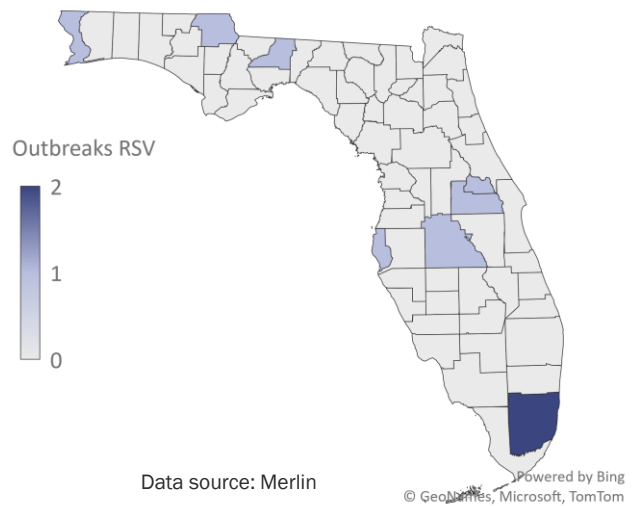 Outbreaks RSV
2
1
0
Data source: Merlin
Powered by Bing
© GeoNames, Microsoft, TomTom